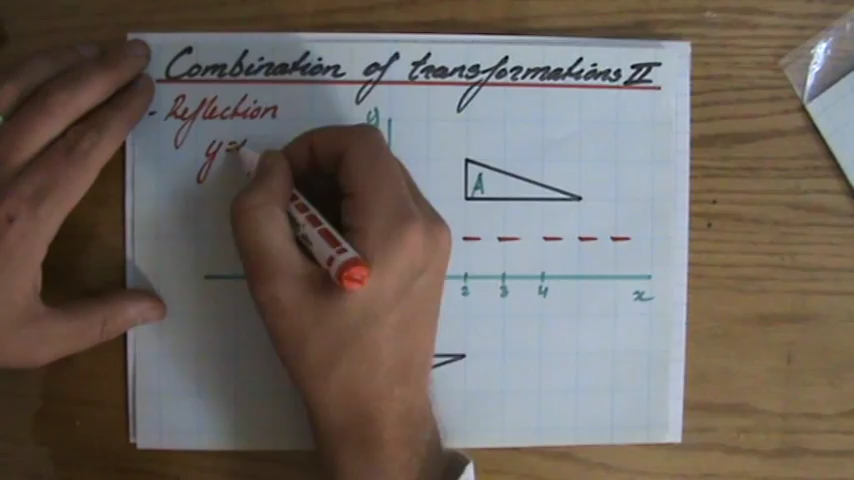 Combination of transformations II
- Reflection
y=
y
A
2 3 4
x